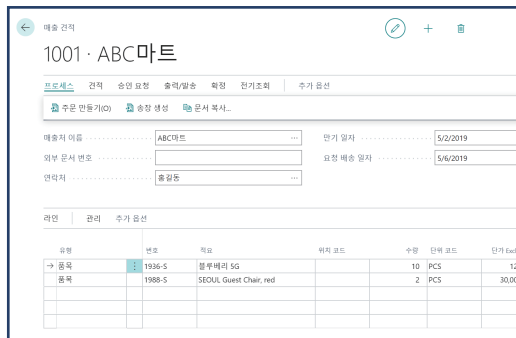 매출 견적
1001 · ABC마트
프로세스 견적 승인 요청 출력/발송 확정 전기조회 추가 옵션
주문 만들기(O) 송장 생성 문서 복사...
매출처 이름 ABC마트 ... 만기 일자 5/2/2019
외부 문서 번호 요청 배송 일자 5/6/2019
연락처 홍길동 ...
라인 관리 추가 옵션
유형 번호 적요 위치 코드 수량 단위 코드 단가 Excl
→ 품목 1936-S 블루베리 5G 10 PCS 12
품목 1988-S SEOUL Guest Chair, red 2 PCS 30,00